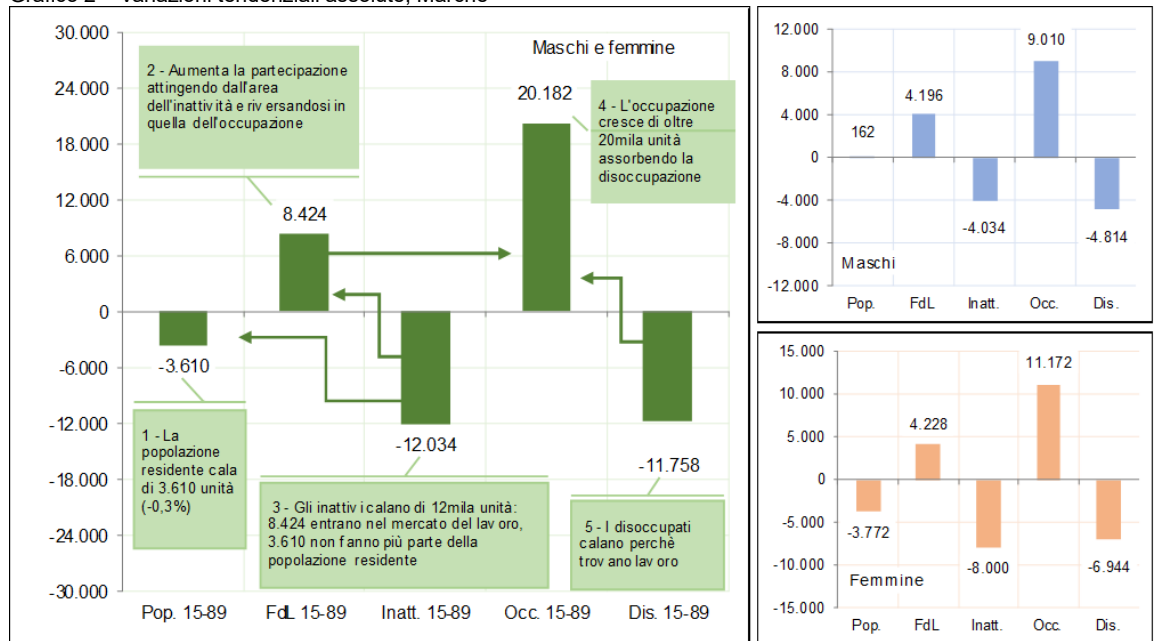 30.000
24.000
18.000
12.000
6.000
0
-6.000
-12.000
-18.000
-24.000
-30.000
Maschi e femmine
2 - Aumenta la partecipazione
attingendo dall'area
dell'inattività e riv ersandosi in
quella dell'occupazione
20.182
4 - L'occupazione
cresce di oltre
20mila unità
assorbendo la
disoccupazione
8.424
-3.610
-12.034
-11.758
1 - La
popolazione
residente cala
di 3.610 unità
(-0,3%)
3 - Gli inattiv i calano di 12mila unità:
8.424 entrano nel mercato del lav oro,
3.610 non f anno più parte della
popolazione residente
5 - I disoccupati
calano perchè
trov ano lav oro
Pop. 15-89
FdL 15-89
Inatt. 15-89
Occ. 15-89
Dis. 15-89
12.000
8.000
4.000
0
-4.000
-8.000
-12.000
162
4.196
-4.034
9.010
-4.814
Maschi
Pop.
FdL
Inatt.
Occ.
Dis.
15.000
10.000
5.000
0
-5.000
-10.000
-15.000
-3.772
4.228
-8.000
11.172
-6.944
Femmine
Pop.
FdL
Inatt.
Occ.
Dis.